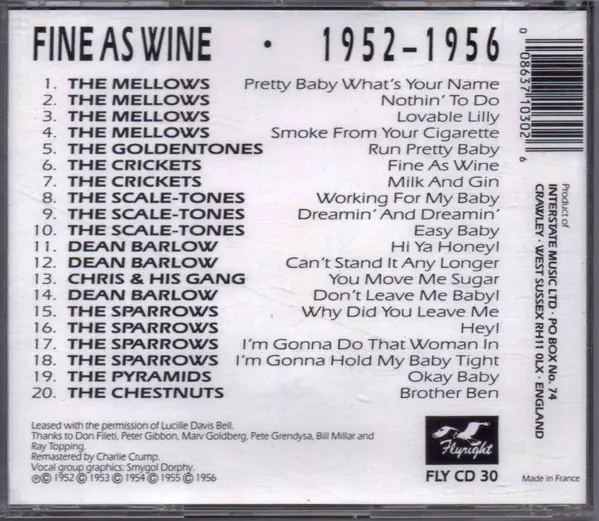 FINE AS WINE • 1952–1956
1. THE MELLOWS Pretty Baby What's Your Name
2. THE MELLOWS Nothin' To Do
3. THE MELLOWS Lovable Lilly
4. THE MELLOWS Smoke From Your Cigarette
5. THE GOLDENTONES Run Pretty Baby
6. THE CRICKETS Fine As Wine
7. THE CRICKETS Milk And Gin
8. THE SCALE-TONES Working For My Baby
9. THE SCALE-TONES Dreamin' And Dreamin'
10. THE SCALE-TONES Easy Baby
11. DEAN BARLOW Hi Ya Honey!
12. DEAN BARLOW Can't Stand It Any Longer
13. CHRIS & HIS GANG You Move Me Sugar
14. DEAN BARLOW Don't Leave Me Baby!
15. THE SPARROWS Why Did You Leave Me
16. THE SPARROWS Hey!
17. THE SPARROWS I'm Gonna Do That Woman In
18. THE SPARROWS I'm Gonna Hold My Baby Tight
19. THE PYRAMIDS Okay Baby
20. THE CHESTNUTS Brother Ben
Leased with the permission of Lucille Davis Bell.
Thanks to Don Fileti, Peter Gibbon, Marv Goldberg, Pete Grendysa, Bill Millar and
Ray Topping.
Remastered by Charlie Crump.
Vocal group graphics: Smygol Dorphy.
℗© 1952 ©1953 ©1954 ©1955 ©1956
Flyright
FLY CD 30
0 08637 10302 6
Product of
INTERSTATE MUSIC LTD · PO BOX No. 74
CRAWLEY · WEST SUSSEX RH11 0LX · ENGLAND
Made in France